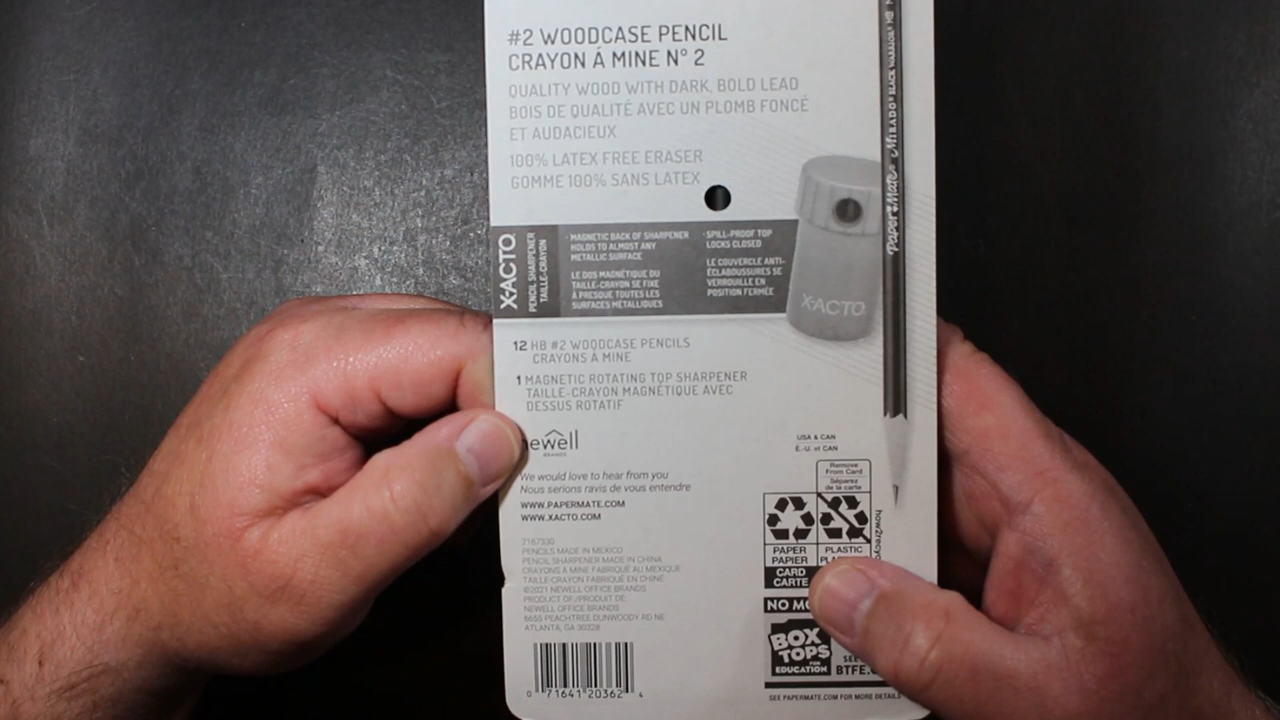 #2 WOODCASE PENCIL
CRAYON Á MINE N° 2
QUALITY WOOD WITH DARK, BOLD LEAD
BOIS DE QUALITÉ AVEC UN PLOMB FONCÉ
ET AUDACIEUX
100% LATEX FREE ERASER
GOMME 100% SANS LATEX
X-ACTO
PENCIL SHARPENER
TAILLE-CRAYON
· MAGNETIC BACK OF SHARPENER
HOLDS TO ALMOST ANY
METALLIC SURFACE
LE DOS MAGNÉTIQUE DU
TAILLE-CRAYON SE FIXE
À PRESQUE TOUTES LES
SURFACES MÉTALLIQUES
· SPILL-PROOF TOP
LOCKS CLOSED
LE COUVERCLE ANTI-
ÉCLABOUSSURES SE
VERROUILLE EN
POSITION FERMÉE
X-ACTO
Paper Mate MIRADO BLACK WARRIOR HB
12 HB #2 WOODCASE PENCILS
CRAYONS À MINE
1 MAGNETIC ROTATING TOP SHARPENER
TAILLE-CRAYON MAGNÉTIQUE AVEC
DESSUS ROTATIF
newell
BRANDS
We would love to hear from you
Nous serions ravis de vous entendre
WWW.PAPERMATE.COM
WWW.XACTO.COM
2167330
PENCILS MADE IN MEXICO
PENCIL SHARPENER MADE IN CHINA
CRAYONS À MINE FABRIQUÉ AU MEXIQUE
TAILLE-CRAYON FABRIQUÉ EN CHINE
©2021 NEWELL OFFICE BRANDS
PRODUCT OF/PRODUIT DE:
NEWELL OFFICE BRANDS
6655 PEACHTREE DUNWOODY RD NE
ATLANTA, GA 30328
0 71641 20362 4
USA & CAN
É.-U. et CAN
Remove
From Card
Séparez
de la carte
PAPER
PAPIER
PLASTIC
CARD
CARTE
NO
BOX
TOPS
FOR
EDUCATION
SEE PAPERMATE.COM FOR MORE DETAILS